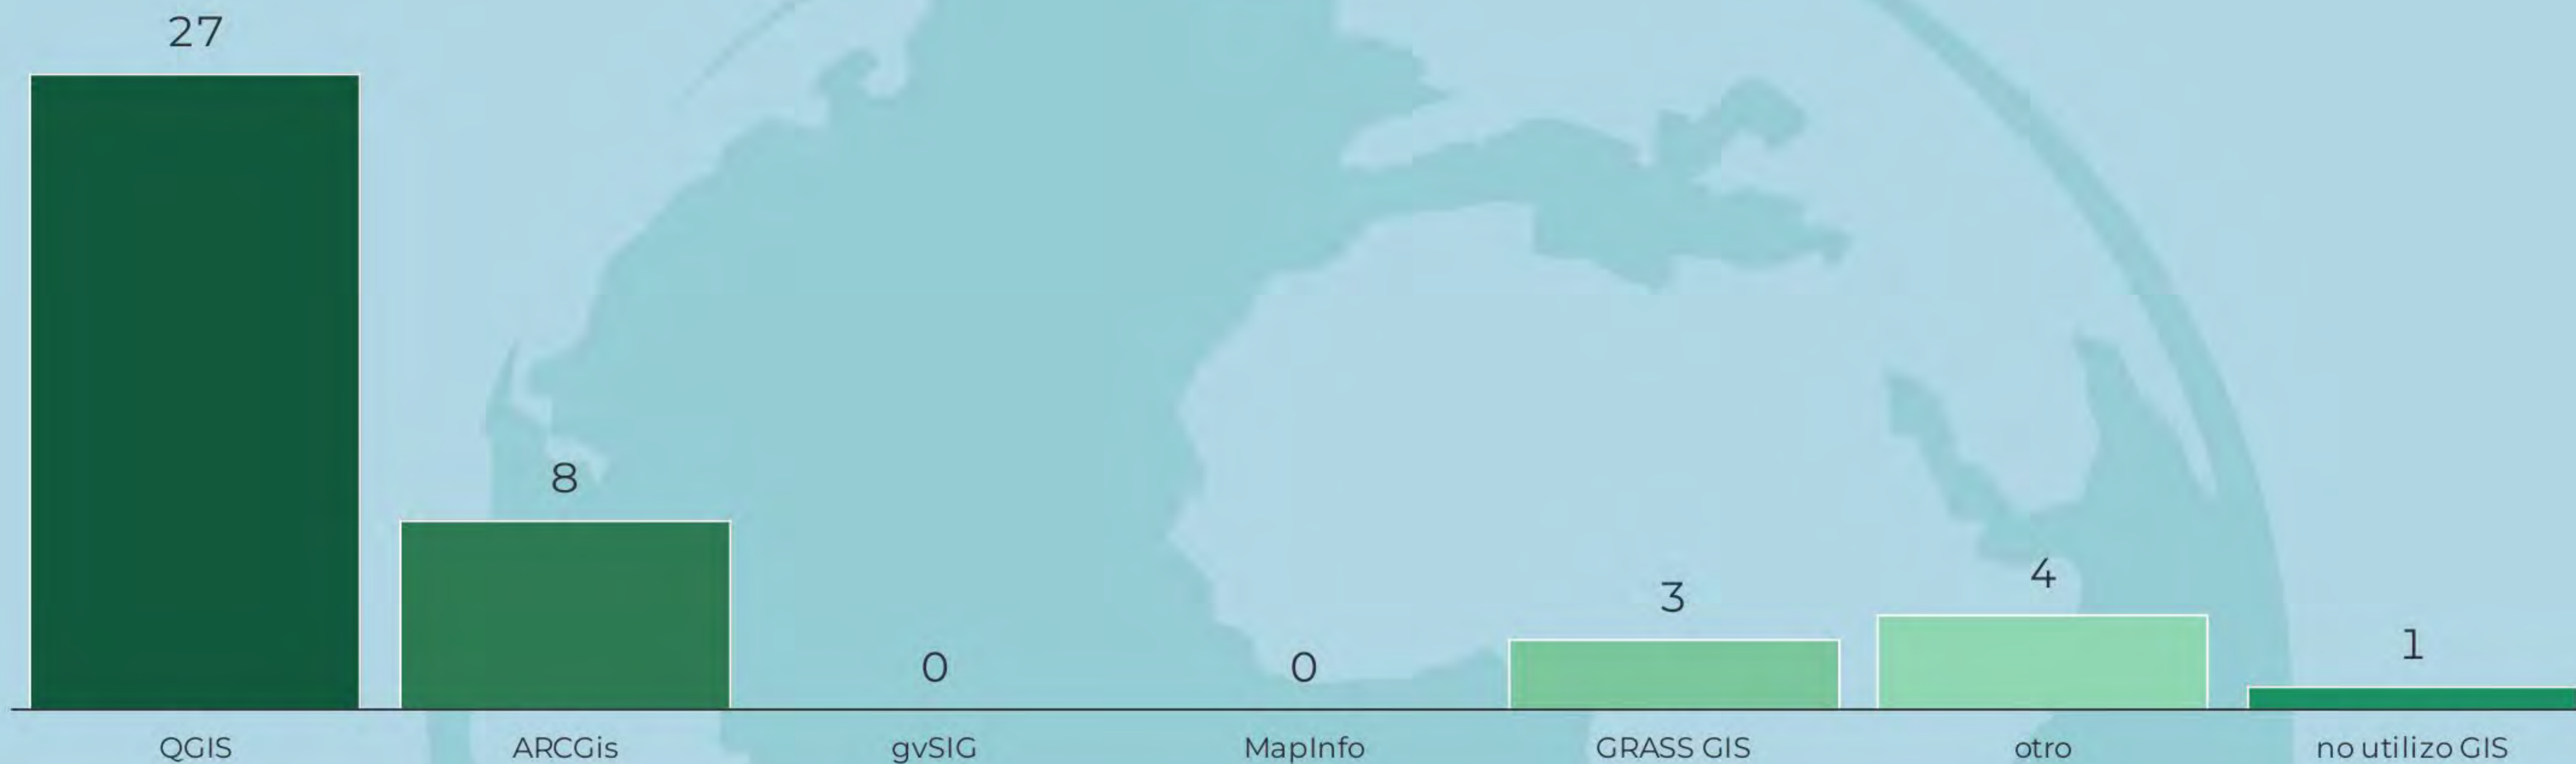 27
8
0
0
3
4
1
QGIS
ARCGis
gvSIG
MapInfo
GRASS GIS
otro
no utilizo GIS